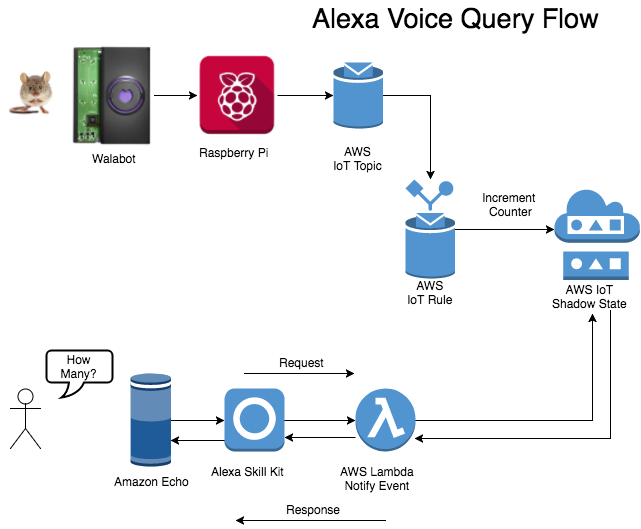 Alexa Voice Query Flow
Walabot
Raspberry Pi
AWS
IoT Topic
Increment
Counter
AWS
IoT Rule
AWS IoT
Shadow State
How
Many?
Request
Amazon Echo
Alexa Skill Kit
AWS Lambda
Notify Event
Response